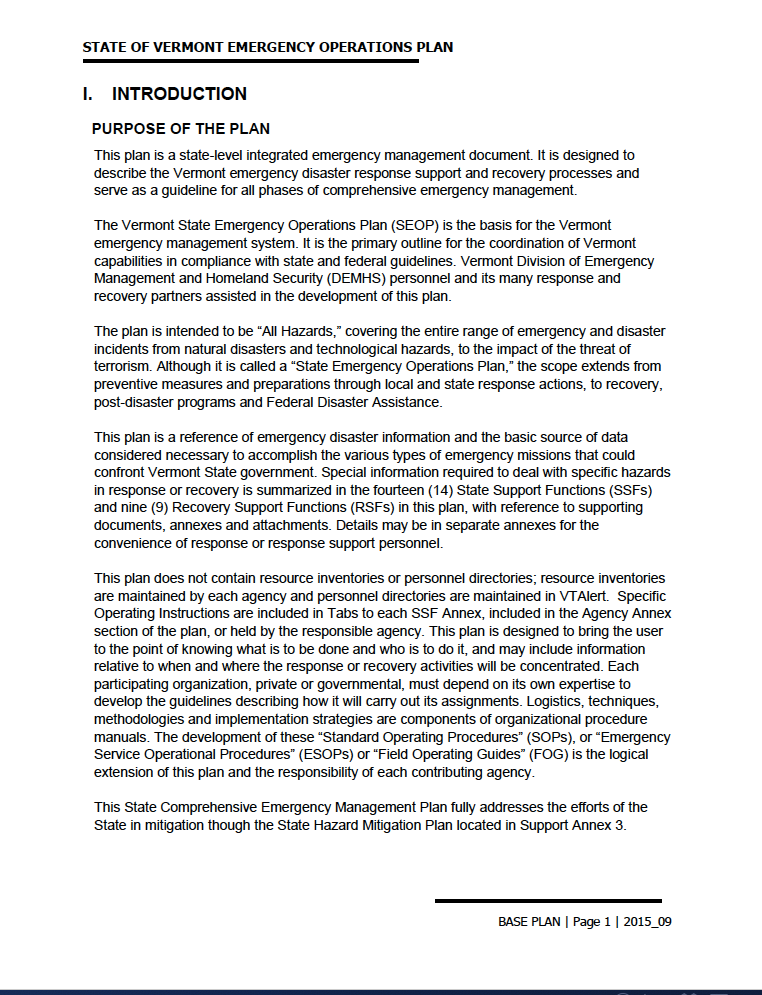 STATE OF VERMONT EMERGENCY OPERATIONS PLAN
I. INTRODUCTION
PURPOSE OF THE PLAN
This plan is a state-level integrated emergency management document. It is designed to
describe the Vermont emergency disaster response support and recovery processes and
serve as a guideline for all phases of comprehensive emergency management.
The Vermont State Emergency Operations Plan (SEOP) is the basis for the Vermont
emergency management system. It is the primary outline for the coordination of Vermont
capabilities in compliance with state and federal guidelines. Vermont Division of Emergency
Management and Homeland Security (DEMHS) personnel and its many response and
recovery partners assisted in the development of this plan.
The plan is intended to be “All Hazards,” covering the entire range of emergency and disaster
incidents from natural disasters and technological hazards, to the impact of the threat of
terrorism. Although it is called a “State Emergency Operations Plan,” the scope extends from
preventive measures and preparations through local and state response actions, to recovery,
post-disaster programs and Federal Disaster Assistance.
This plan is a reference of emergency disaster information and the basic source of data
considered necessary to accomplish the various types of emergency missions that could
confront Vermont State government. Special information required to deal with specific hazards
in response or recovery is summarized in the fourteen (14) State Support Functions (SSFs)
and nine (9) Recovery Support Functions (RSFs) in this plan, with reference to supporting
documents, annexes and attachments. Details may be in separate annexes for the
convenience of response or response support personnel.
This plan does not contain resource inventories or personnel directories; resource inventories
are maintained by each agency and personnel directories are maintained in VTAlert.  Specific
Operating Instructions are included in Tabs to each SSF Annex, included in the Agency Annex
section of the plan, or held by the responsible agency. This plan is designed to bring the user
to the point of knowing what is to be done and who is to do it, and may include information
relative to when and where the response or recovery activities will be concentrated. Each
participating organization, private or governmental, must depend on its own expertise to
develop the guidelines describing how it will carry out its assignments. Logistics, techniques,
methodologies and implementation strategies are components of organizational procedure
manuals. The development of these “Standard Operating Procedures” (SOPs), or “Emergency
Service Operational Procedures” (ESOPs) or “Field Operating Guides” (FOG) is the logical
extension of this plan and the responsibility of each contributing agency.
This State Comprehensive Emergency Management Plan fully addresses the efforts of the
State in mitigation though the State Hazard Mitigation Plan located in Support Annex 3.
BASE PLAN | Page 1 | 2015_09